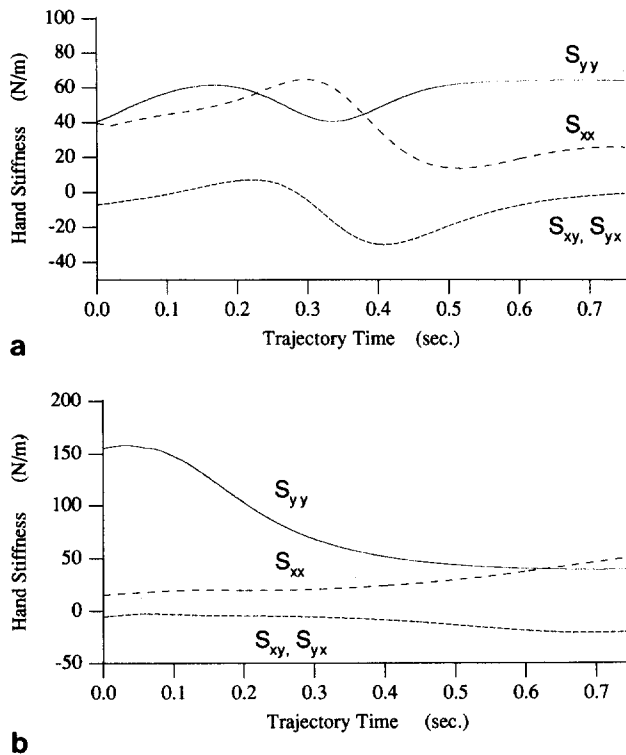 100
80
60
40
20
0
-20
-40
Hand Stiffness (N/m)
Syy
Sxx
Sxy, Syx
0.0 0.1 0.2 0.3 0.4 0.5 0.6 0.7
Trajectory Time (sec.)
a
200
150
100
50
0
-50
Hand Stiffness (N/m)
Syy
Sxx
Sxy, Syx
0.0 0.1 0.2 0.3 0.4 0.5 0.6 0.7
Trajectory Time (sec.)
b